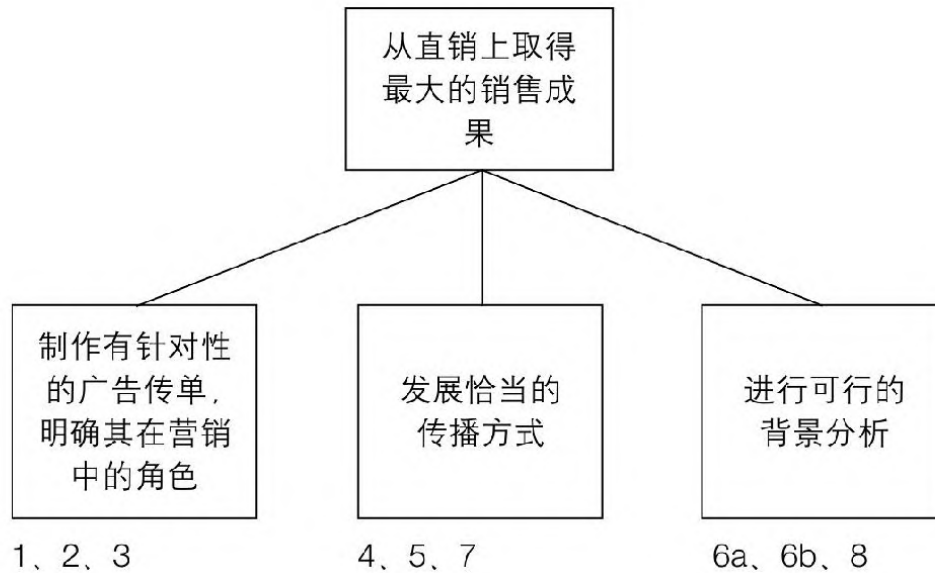 从直销上取得
最大的销售成
果
制作有针对性
的广告传单，
明确其在营销
中的角色
发展恰当的
传播方式
进行可行的
背景分析
1、2、3
4、5、7
6a、6b、8